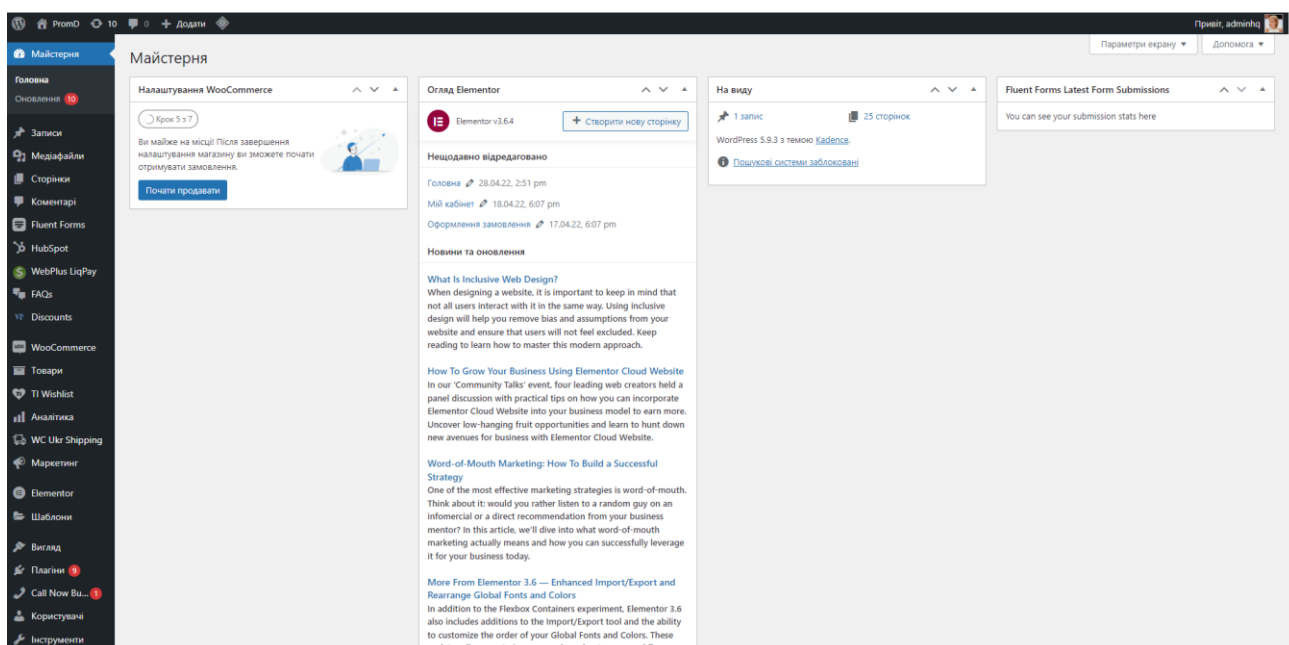 PromD 10 0 Додати
Привіт, adminhq
Параметри екрану ▼ Допомога ▼
Майстерня
Головна
Оновлення 10
Записи
Медіафайли
Сторінки
Коментарі
Fluent Forms
HubSpot
WebPlus LiqPay
FAQs
Discounts
WooCommerce
Товари
TI Wishlist
Аналітика
WC Ukr Shipping
Маркетинг
Elementor
Шаблони
Вигляд
Плагіни 9
Call Now Bu... 1
Користувачі
Інструменти
Майстерня
Налаштування WooCommerce
Крок 5 з 7
Ви майже на місці! Після завершення
налаштування магазину ви зможете почати
отримувати замовлення.
Почати продавати
Огляд Elementor
Elementor v3.6.4
+ Створити нову сторінку
Нещодавно відредаговано
Головна 28.04.22, 2:51 pm
Мій кабінет 18.04.22, 6:07 pm
Оформлення замовлення 17.04.22, 6:07 pm
Новини та оновлення
What Is Inclusive Web Design?
When designing a website, it is important to keep in mind that
not all users interact with it in the same way. Using inclusive
design will help you remove bias and assumptions from your
website and ensure that users will not feel excluded. Keep
reading to learn how to master this modern approach.
How To Grow Your Business Using Elementor Cloud Website
In our 'Community Talks' event, four leading web creators held a
panel discussion with practical tips on how you can incorporate
Elementor Cloud Website into your business model to earn more.
Uncover low-hanging fruit opportunities and learn to hunt down
new avenues for business with Elementor Cloud Website.
Word-of-Mouth Marketing: How To Build a Successful
Strategy
One of the most effective marketing strategies is word-of-mouth.
Think about it: would you rather listen to a random guy on an
infomercial or a direct recommendation from your business
mentor? In this article, we'll dive into what word-of-mouth
marketing actually means and how you can successfully leverage
it for your business today.
More From Elementor 3.6 — Enhanced Import/Export and
Rearrange Global Fonts and Colors
In addition to the Flexbox Containers experiment, Elementor 3.6
also includes additions to the Import/Export tool and the ability
to customize the order of your Global Fonts and Colors. These
На виду
1 запис 25 сторінок
WordPress 5.9.3 з темою Kadence.
Пошукові системи заблоковані
Fluent Forms Latest Form Submissions
You can see your submission stats here